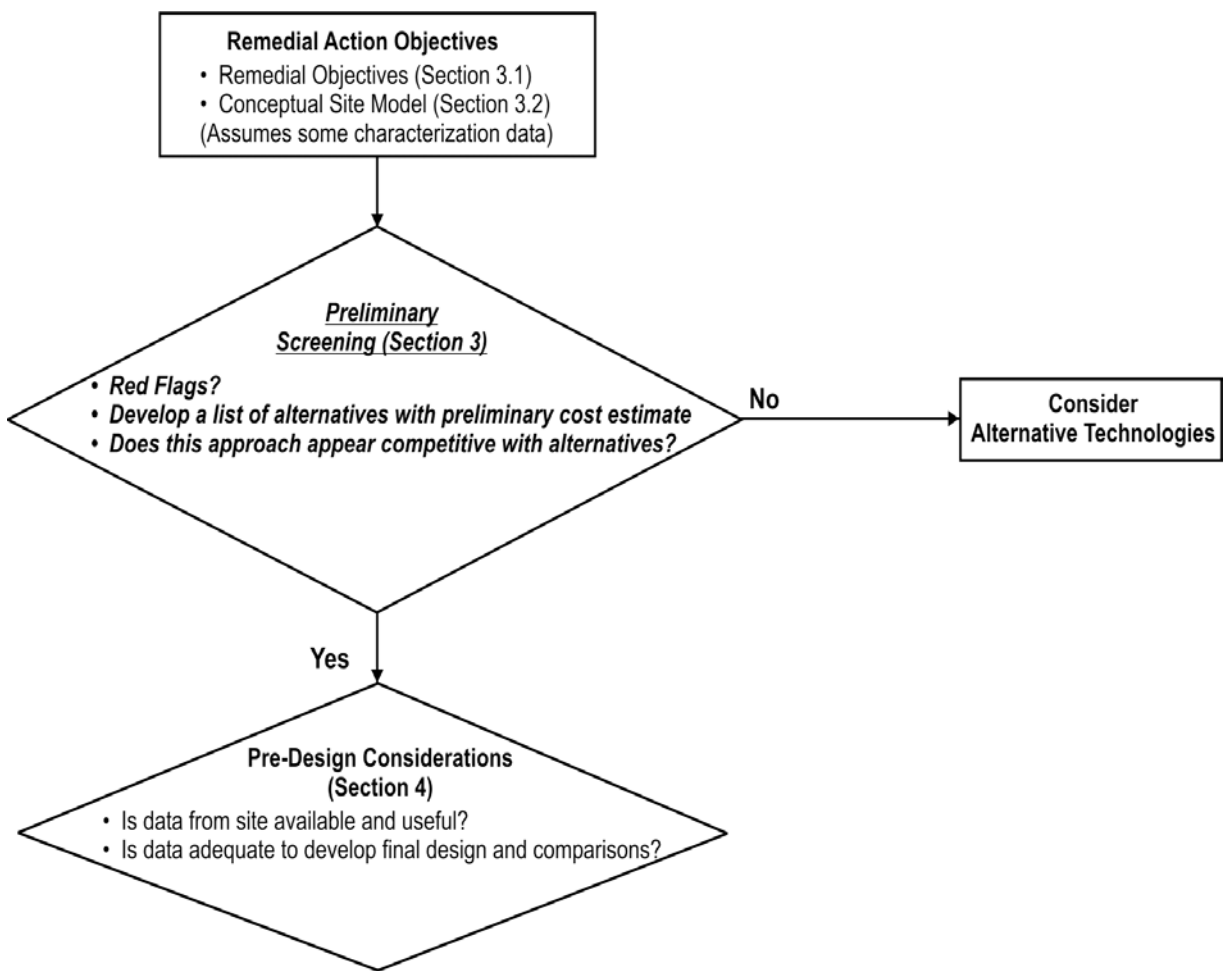 Remedial Action Objectives
• Remedial Objectives (Section 3.1)
• Conceptual Site Model (Section 3.2)
(Assumes some characterization data)
Preliminary
Screening (Section 3)
• Red Flags?
• Develop a list of alternatives with preliminary cost estimate
• Does this approach appear competitive with alternatives?
No
Consider
Alternative Technologies
Yes
Pre-Design Considerations
(Section 4)
• Is data from site available and useful?
• Is data adequate to develop final design and comparisons?